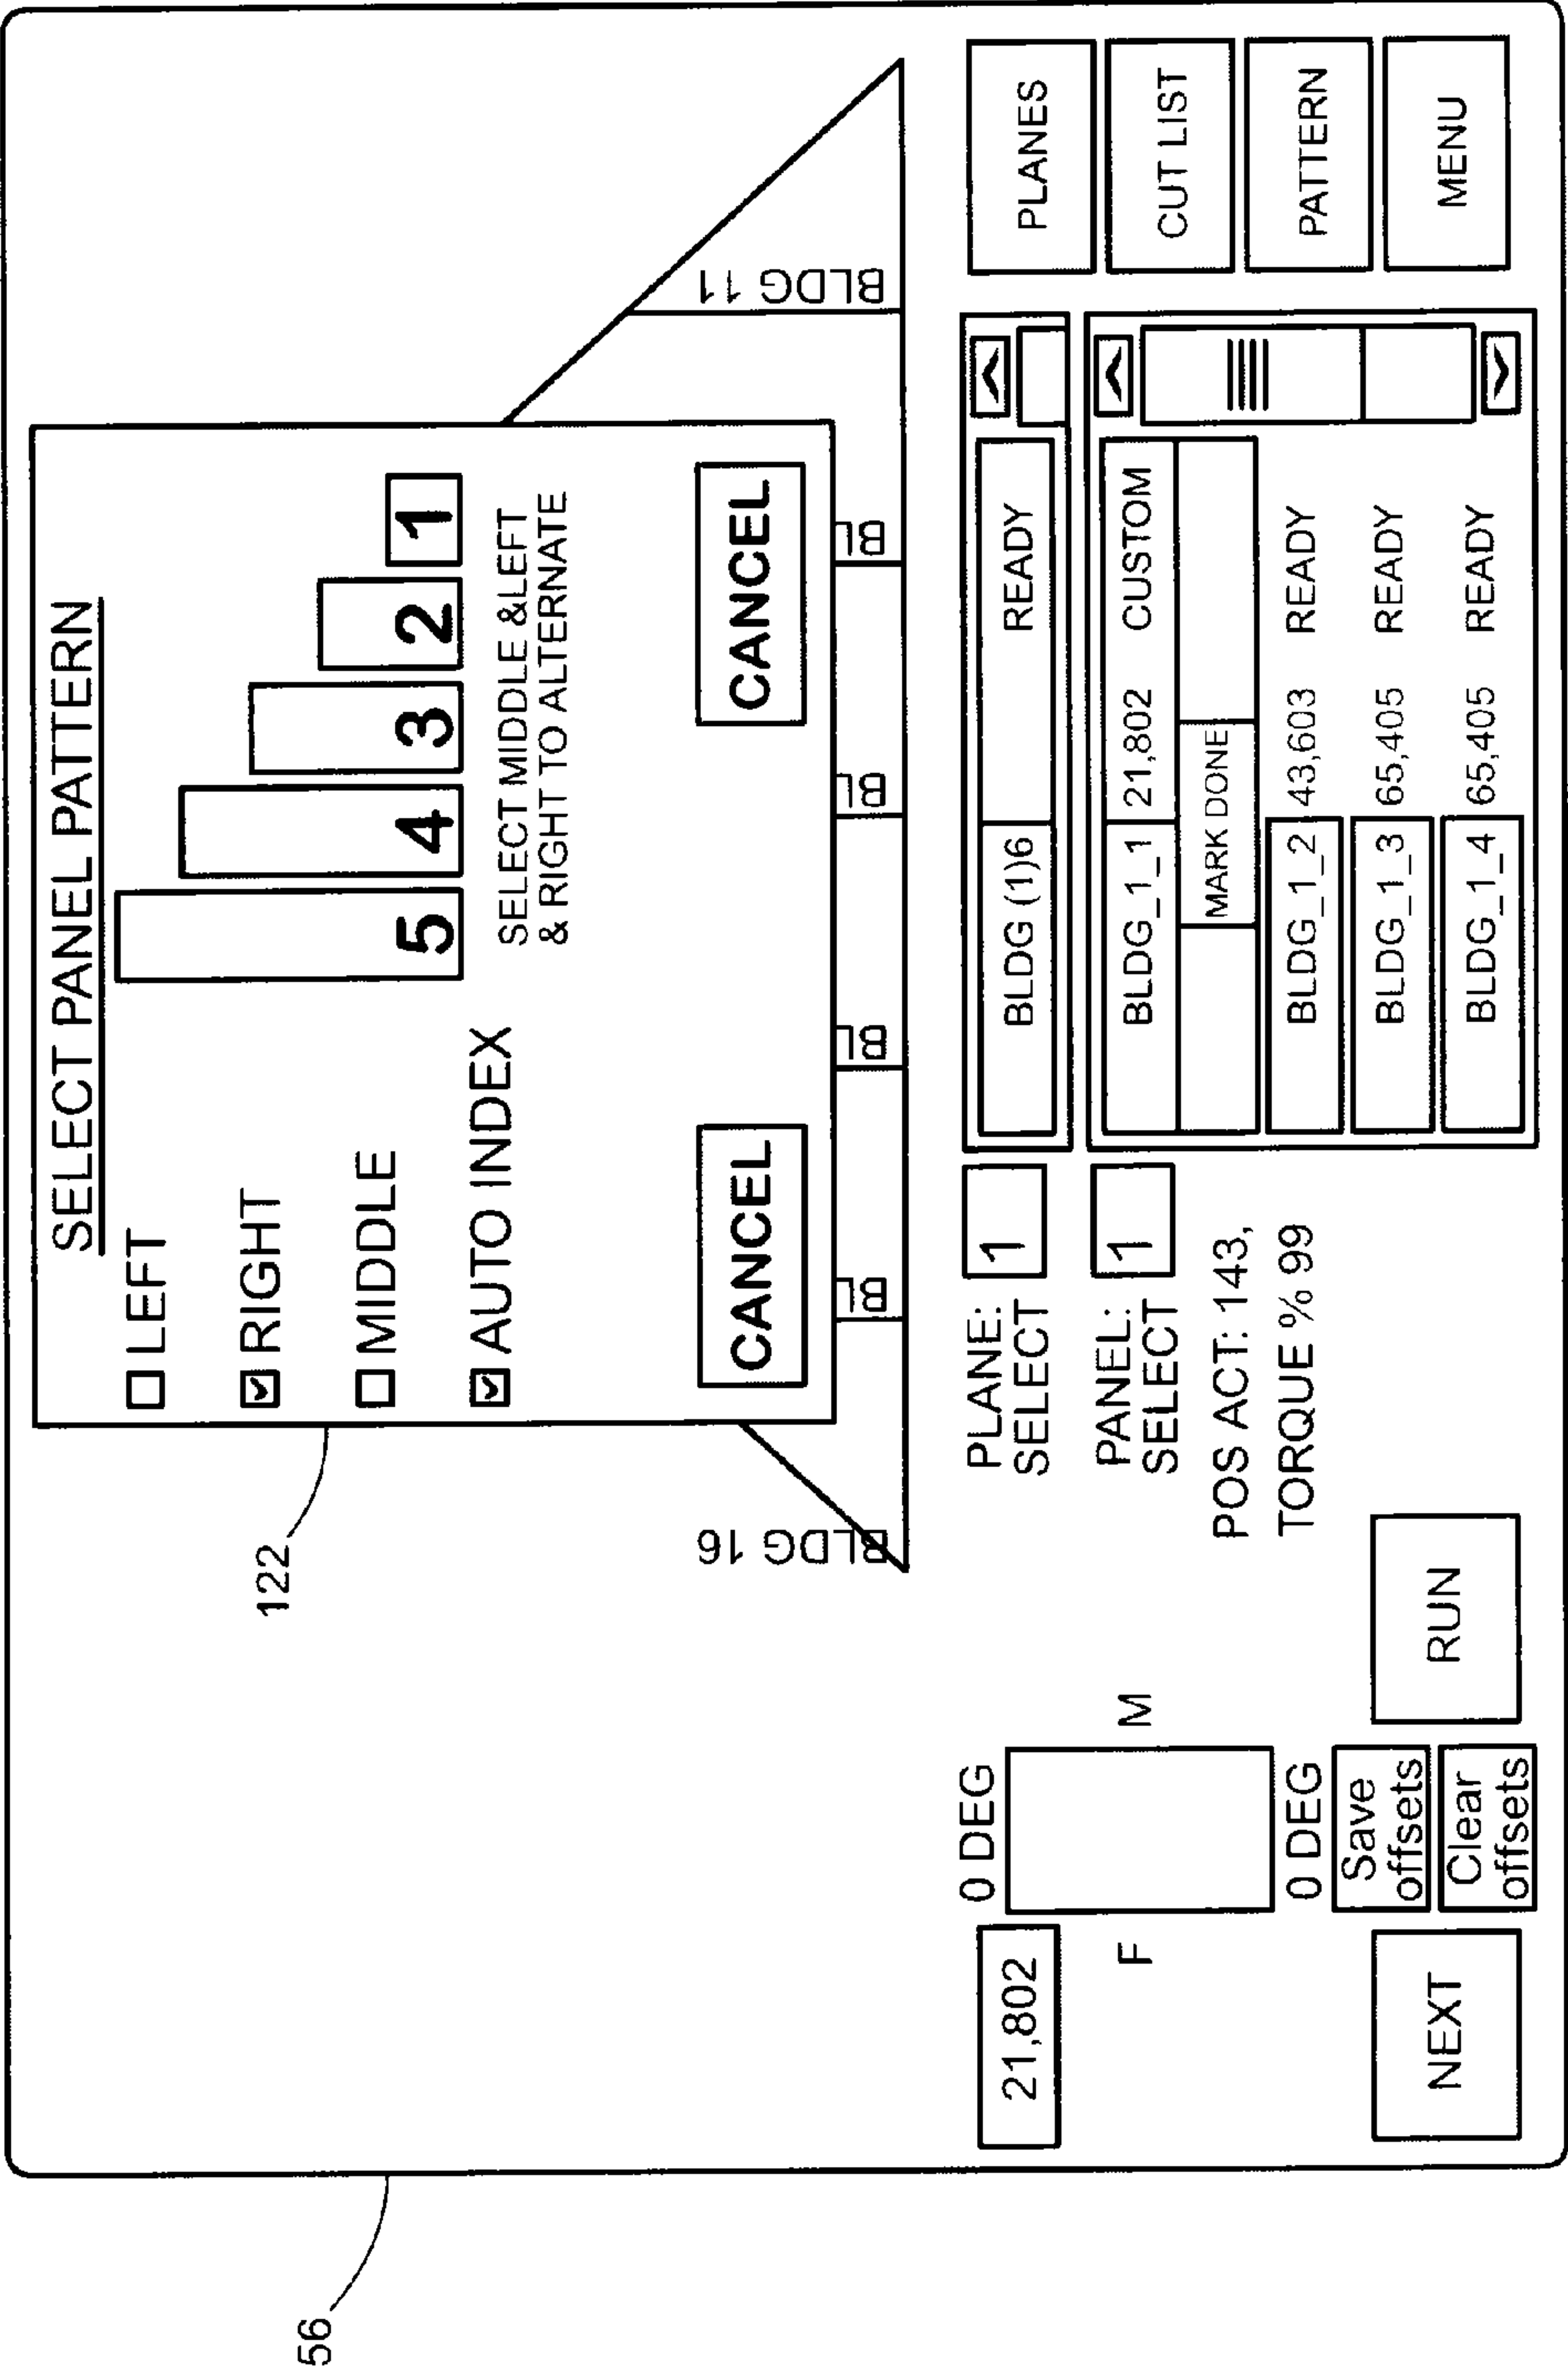 SELECT PANEL PATTERN
LEFT
RIGHT
MIDDLE
AUTO INDEX
5 4 3 2 1
SELECT MIDDLE &LEFT
& RIGHT TO ALTERNATE
CANCEL
CANCEL
122
56
BLDG 16
BL
BL
BL
BL
BLDG 11
21,802
0 DEG
F
M
0 DEG
Save
offsets
Clear
offsets
NEXT
RUN
PLANE:
SELECT
1
PANEL:
SELECT
1
POS ACT: 143,
TORQUE % 99
BLDG (1)6 READY
BLDG_1_1 21,802 CUSTOM
MARK DONE
BLDG_1_2 43,603 READY
BLDG_1_3 65,405 READY
BLDG_1_4 65,405 READY
PLANES
CUT LIST
PATTERN
MENU